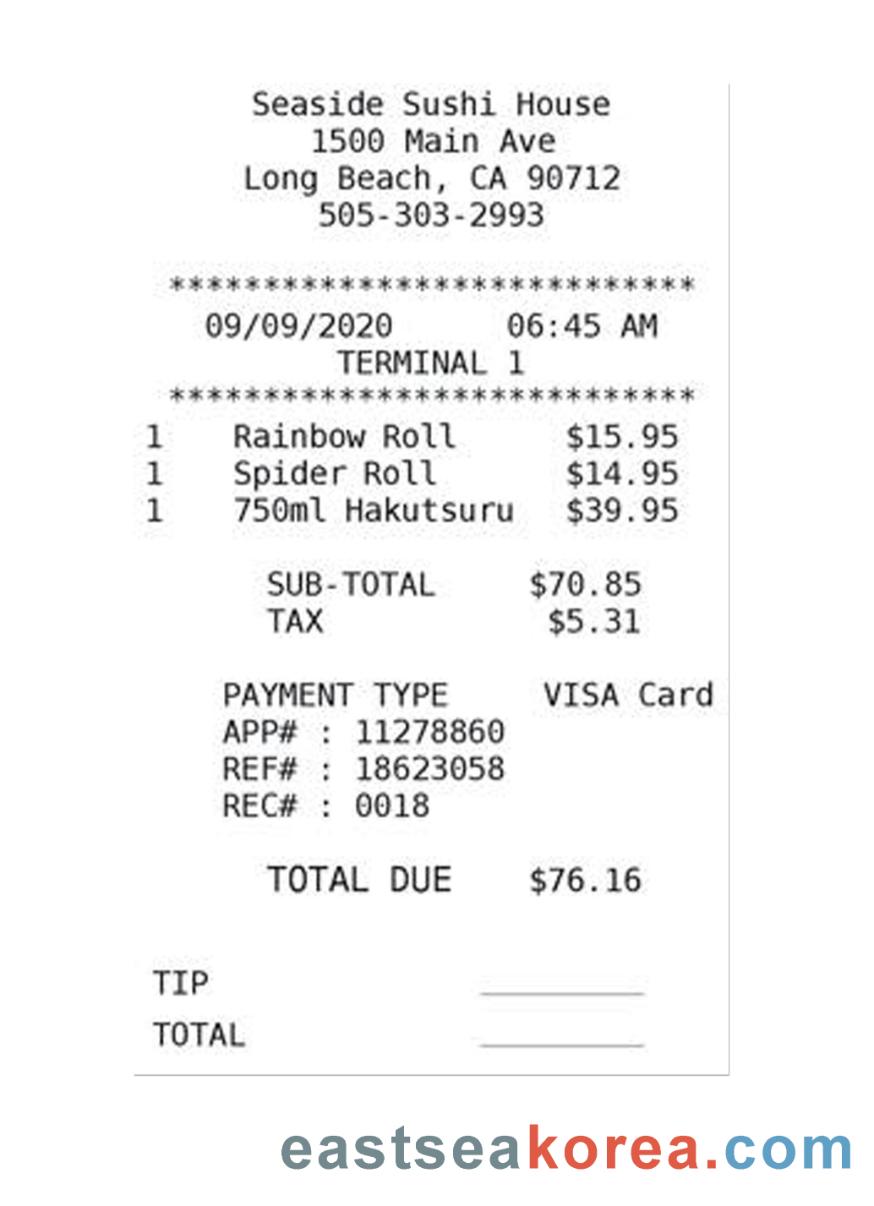 Seaside Sushi House
1500 Main Ave
Long Beach, CA 90712
505-303-2993
****************************
09/09/2020 06:45 AM
TERMINAL 1
****************************
1 Rainbow Roll $15.95
1 Spider Roll $14.95
1 750ml Hakutsuru $39.95
SUB-TOTAL $70.85
TAX $5.31
PAYMENT TYPE VISA Card
APP# : 11278860
REF# : 18623058
REC# : 0018
TOTAL DUE $76.16
TIP
TOTAL
eastseakorea.com